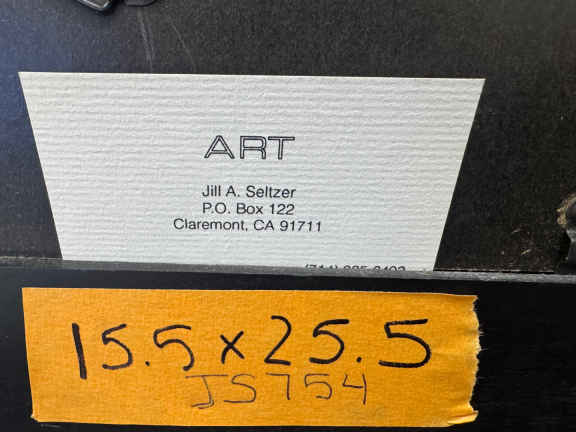 ART
Jill A. Seltzer
P.O. Box 122
Claremont, CA 91711
15.5 x 25.5
JS754